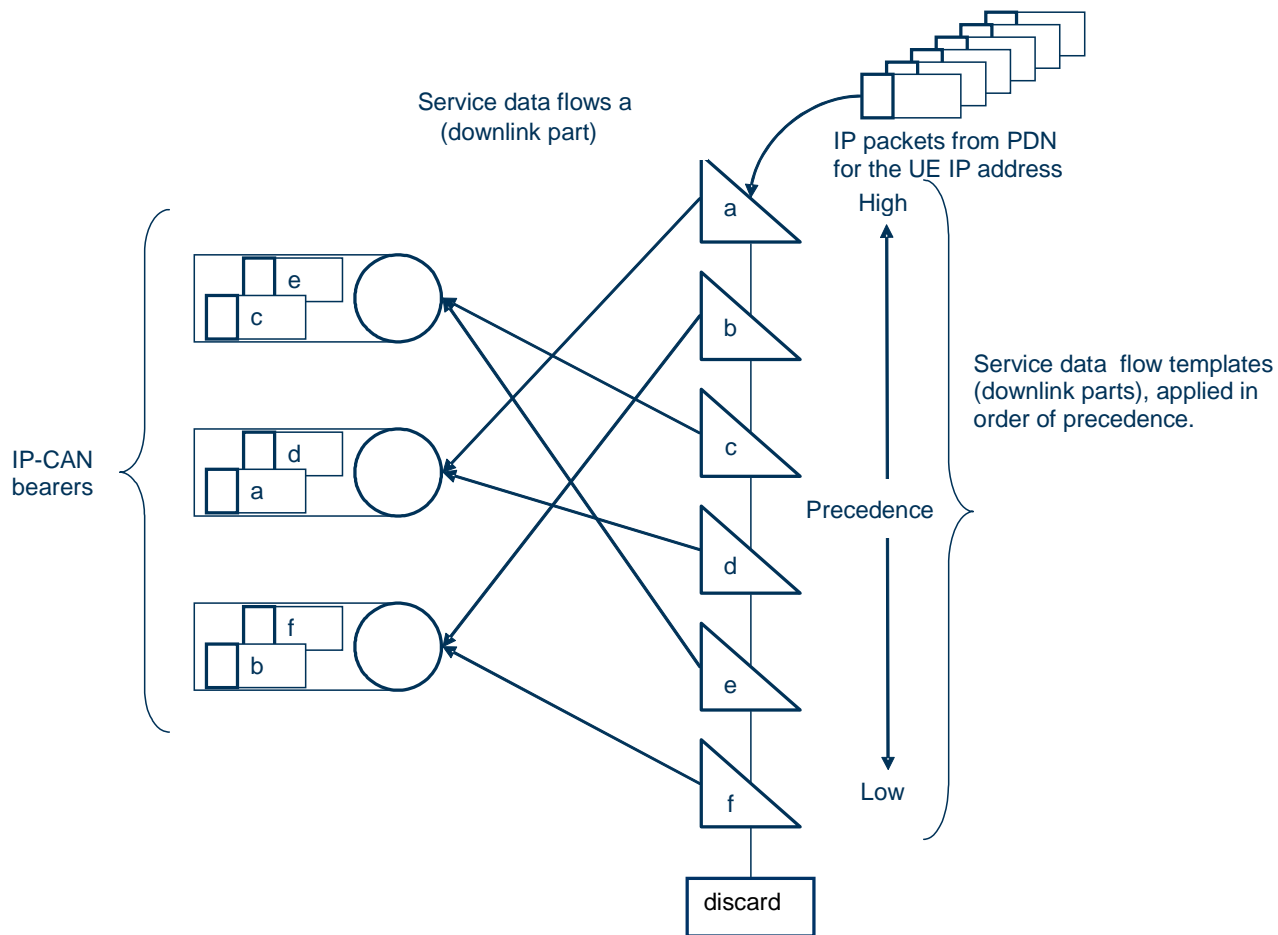 Service data flows a
(downlink part)
IP packets from PDN
for the UE IP address
High
a
b
c
d
e
f
Precedence
Low
Service data flow templates
(downlink parts), applied in
order of precedence.
IP-CAN
bearers
e
c
d
a
f
b
discard